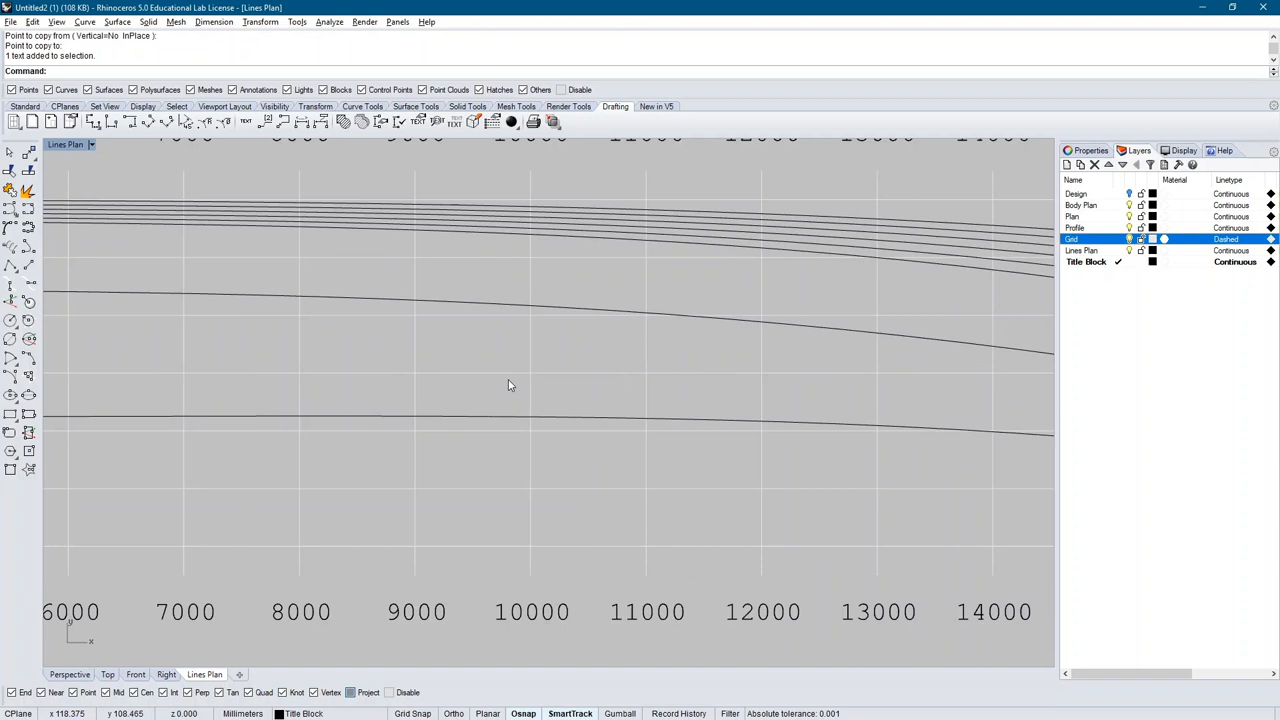 Untitled2 (1) (108 KB) - Rhinoceros 5.0 Educational Lab License - [Lines Plan]
File Edit View Curve Surface Solid Mesh Dimension Transform Tools Analyze Render Panels Help
Point to copy from ( Vertical=No InPlace ):
Point to copy to:
1 text added to selection.
Command:
Points Curves Surfaces Polysurfaces Meshes Annotations Lights Blocks Control Points Point Clouds Hatches Others Disable
Standard CPlanes Set View Display Select Viewport Layout Visibility Transform Curve Tools Surface Tools Solid Tools Mesh Tools Render Tools Drafting New in V5
7000 8000 9000 10000 11000 12000 13000 14000
Lines Plan
Properties Layers Display Help
Name Material Linetype
Design Continuous
Body Plan Continuous
Plan Continuous
Profile Continuous
Grid Dashed
Lines Plan Continuous
Title Block Continuous
6000 7000 8000 9000 10000 11000 12000 13000 14000
y
x
Perspective Top Front Right Lines Plan
End Near Point Mid Cen Int Perp Tan Quad Knot Vertex Project Disable
CPlane x 118.375 y 108.465 z 0.000 Millimeters Title Block Grid Snap Ortho Planar Osnap SmartTrack Gumball Record History Filter Absolute tolerance: 0.001